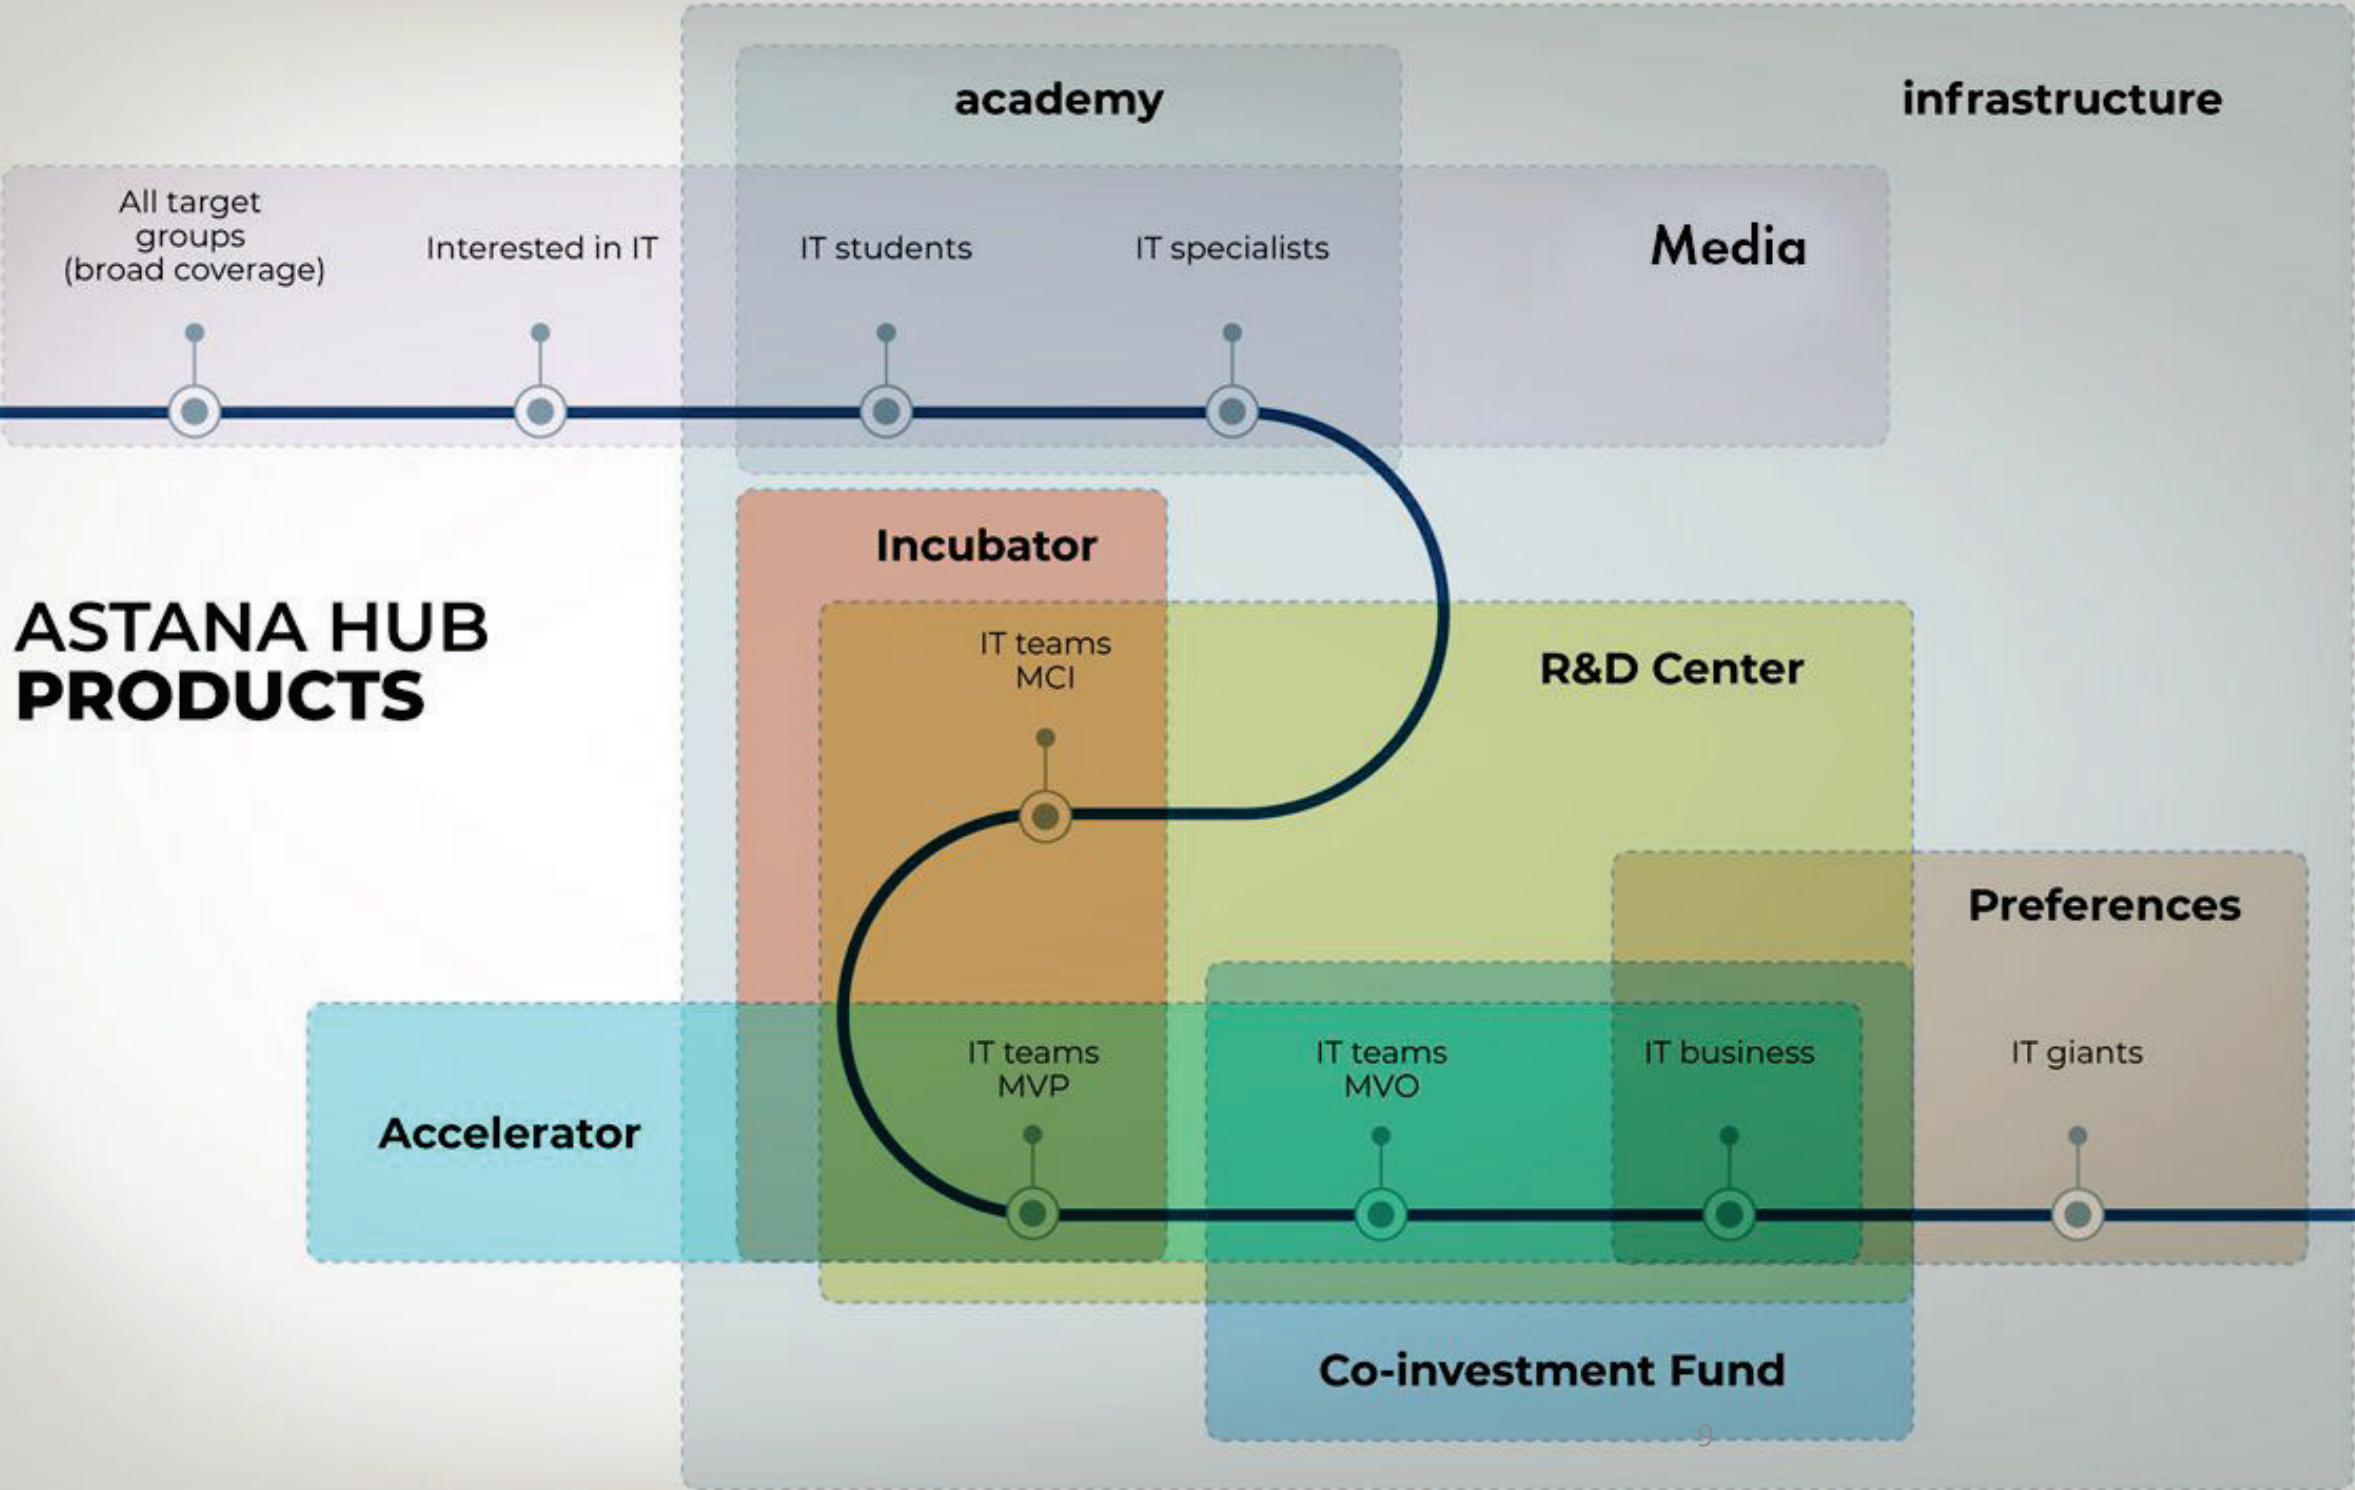 academy
infrastructure
All target
groups
(broad coverage)
Interested in IT
IT students
IT specialists
Media
Incubator
ASTANA HUB
PRODUCTS
IT teams
MCI
R&D Center
Preferences
Accelerator
IT teams
MVP
IT teams
MVO
IT business
IT giants
Co-investment Fund
9